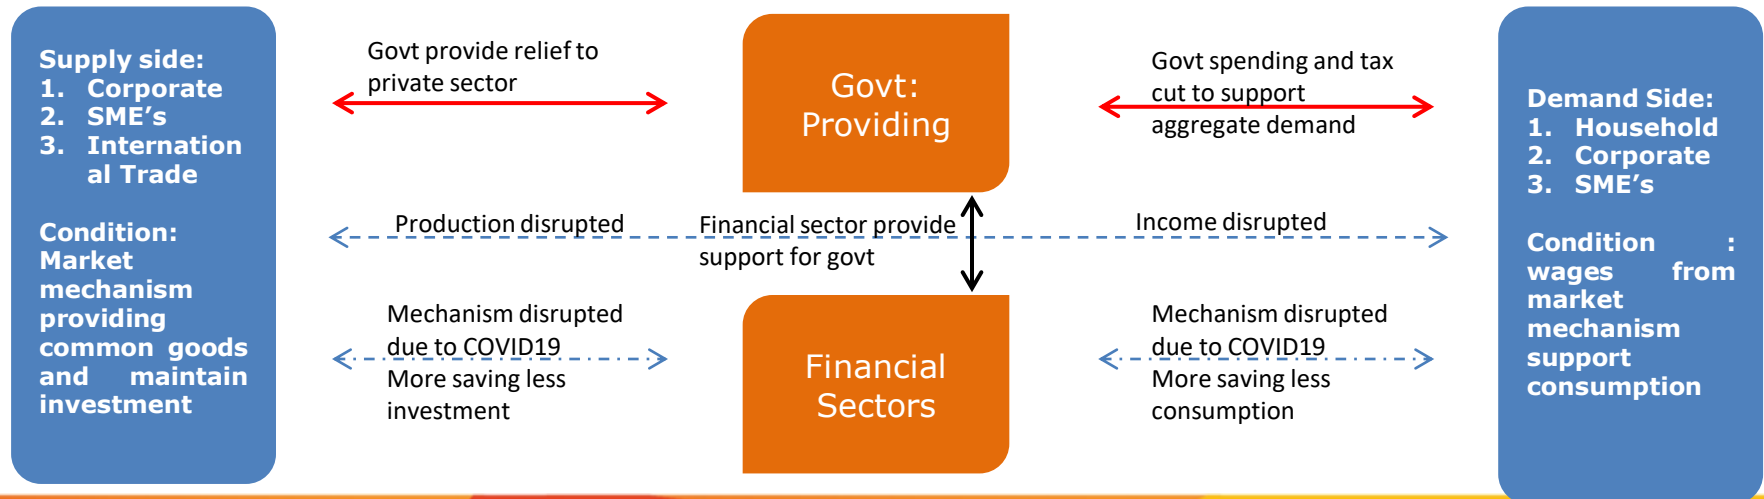 Supply side:
1. Corporate
2. SME's
3. Internation
al Trade
Condition:
Market
mechanism
providing
common goods
and maintain
investment
Govt provide relief to
private sector
Production disrupted
Mechanism disrupted
due to COVID19
More saving less
investment
Govt:
Providing
Financial sector provide
support for govt
Financial
Sectors
Govt spending and tax
cut to support
aggregate demand
Income disrupted
Mechanism disrupted
due to COVID19
More saving less
consumption
Demand Side:
1. Household
2. Corporate
3. SME's
Condition :
wages from
market
mechanism
support
consumption